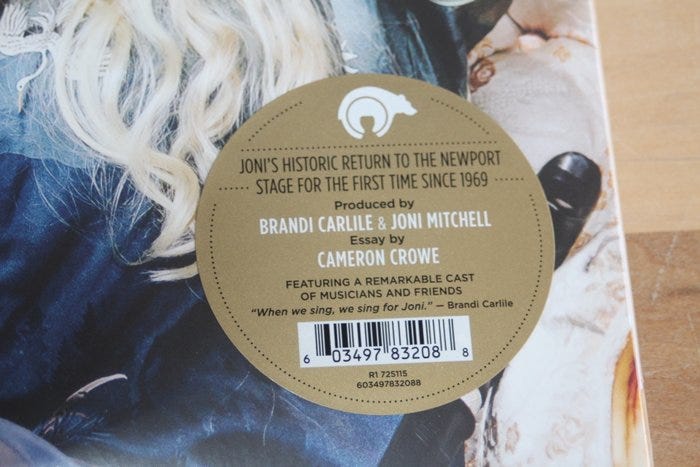 JONI'S HISTORIC RETURN TO THE NEWPORT
STAGE FOR THE FIRST TIME SINCE 1969
Produced by
BRANDI CARLILE & JONI MITCHELL
Essay by
CAMERON CROWE
FEATURING A REMARKABLE CAST
OF MUSICIANS AND FRIENDS
“When we sing, we sing for Joni.” — Brandi Carlile
6 03497 83208 8
R1 725115
603497832088